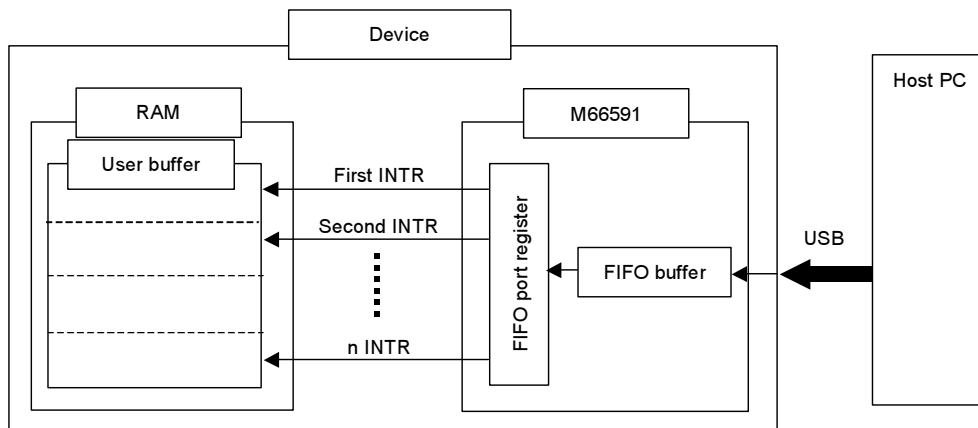 Device
Host PC
RAM
M66591
User buffer
First INTR
Second INTR
n INTR
FIFO port register
FIFO buffer
USB